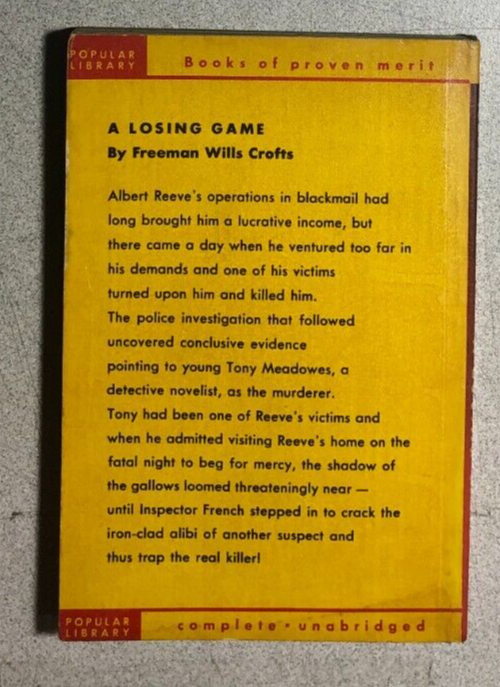 POPULAR
LIBRARY
Books of proven merit
A LOSING GAME
By Freeman Wills Crofts
Albert Reeve's operations in blackmail had
long brought him a lucrative income, but
there came a day when he ventured too far in
his demands and one of his victims
turned upon him and killed him.
The police investigation that followed
uncovered conclusive evidence
pointing to young Tony Meadowes, a
detective novelist, as the murderer.
Tony had been one of Reeve's victims and
when he admitted visiting Reeve's home on the
fatal night to beg for mercy, the shadow of
the gallows loomed threateningly near —
until Inspector French stepped in to crack the
iron-clad alibi of another suspect and
thus trap the real killer!
POPULAR
LIBRARY
complete • unabridged